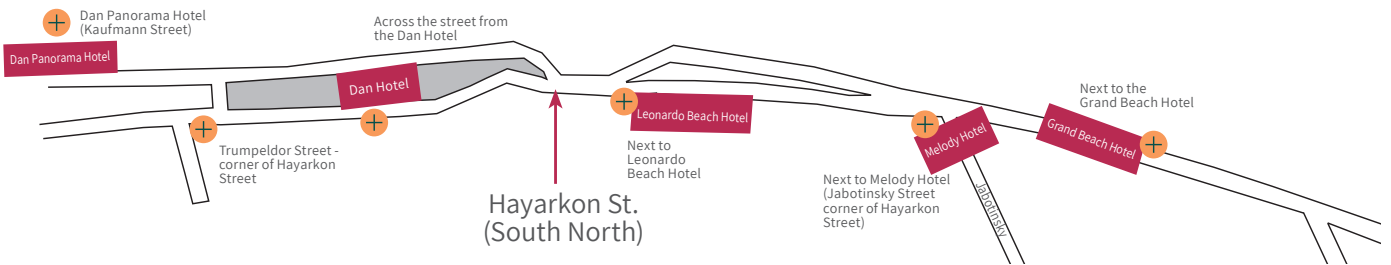 Dan Panorama Hotel
(Kaufmann Street)
Dan Panorama Hotel
Across the street from
the Dan Hotel
Dan Hotel
Trumpeldor Street -
corner of Hayarkon
Street
Hayarkon St.
(South North)
Leonardo Beach Hotel
Next to
Leonardo
Beach Hotel
Melody Hotel
Next to Melody Hotel
(Jabotinsky Street
corner of Hayarkon
Street)
Jabotinsky
Grand Beach Hotel
Next to the
Grand Beach Hotel